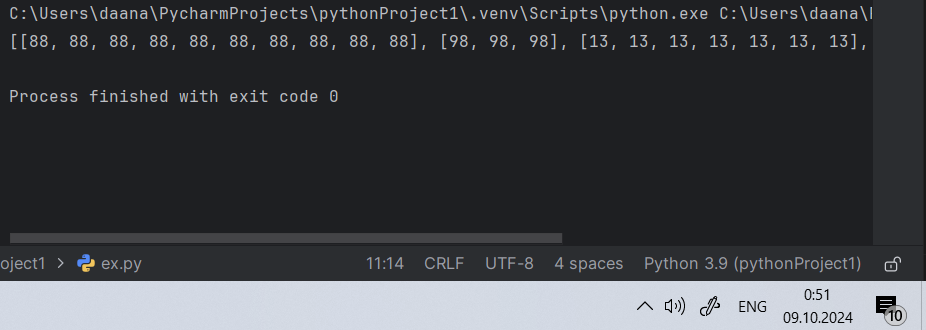 C:\Users\daana\PycharmProjects\pythonProject1\.venv\Scripts\python.exe C:\Users\daana\
[[88, 88, 88, 88, 88, 88, 88, 88, 88, 88], [98, 98, 98], [13, 13, 13, 13, 13, 13, 13],
Process finished with exit code 0
oject1 > ex.py 11:14 CRLF UTF-8 4 spaces Python 3.9 (pythonProject1)
ENG 0:51
09.10.2024 10